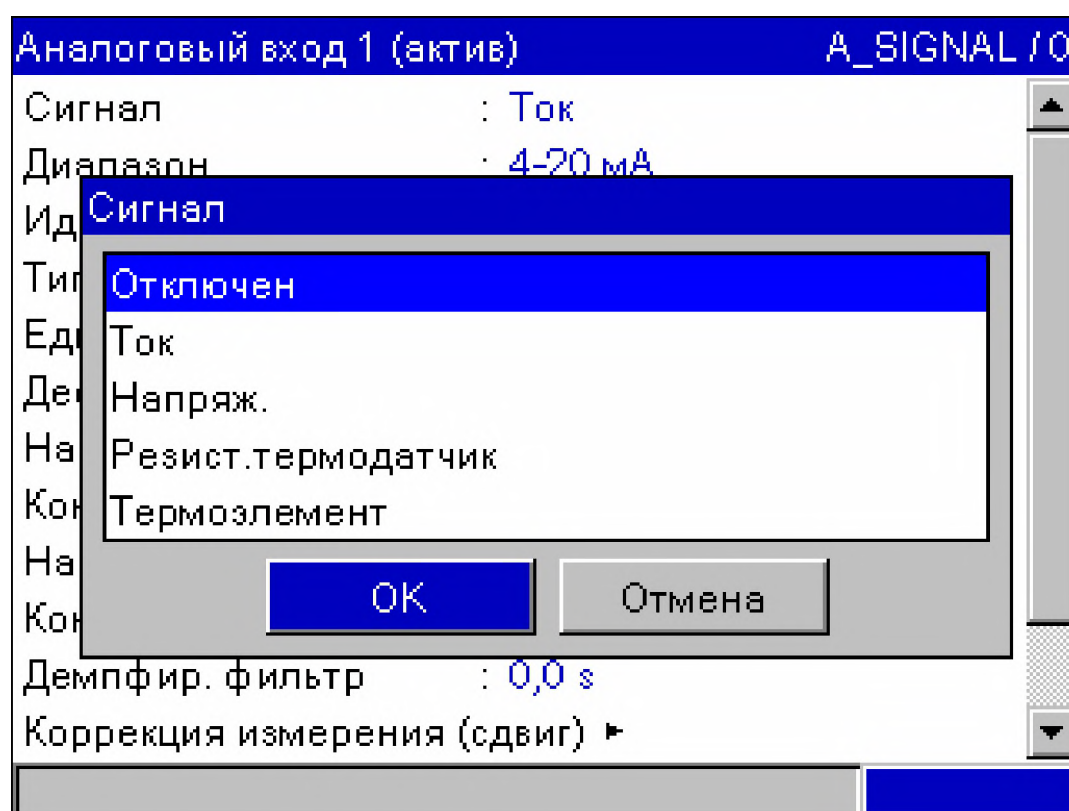 Аналоговый вход 1 (актив) A_SIGNAL / 0
Сигнал : Ток
Диапазон : 4-20 мА
Сигнал
Отключен
Ток
Напряж.
Резист.термодатчик
Термоэлемент
OK Отмена
Демпфир. фильтр : 0,0 s
Коррекция измерения (сдвиг) ►